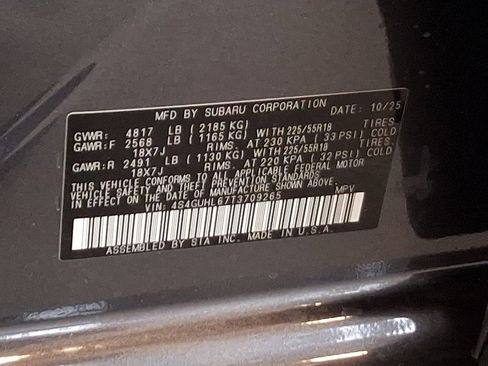 MFD BY SUBARU CORPORATION DATE: 10/25
GVWR: 4817 LB (2185 KG)
GAWR:F 2568 LB (1165 KG) WITH 225/55R18 TIRES.
18X7J RIMS. AT 230 KPA (33 PSI) COLD
GAWR:R 2491 LB (1130 KG) WITH 225/55R18 TIRES.
18X7J RIMS. AT 220 KPA (32 PSI) COLD
THIS VEHICLE CONFORMS TO ALL APPLICABLE FEDERAL MOTOR
VEHICLE SAFETY AND THEFT PREVENTION STANDARDS
IN EFFECT ON THE DATE OF MANUFACTURE SHOWN ABOVE.
VIN: 4S4GUHL67T3709265 MPV
ASSEMBLED BY SIA INC. MADE IN U.S.A.